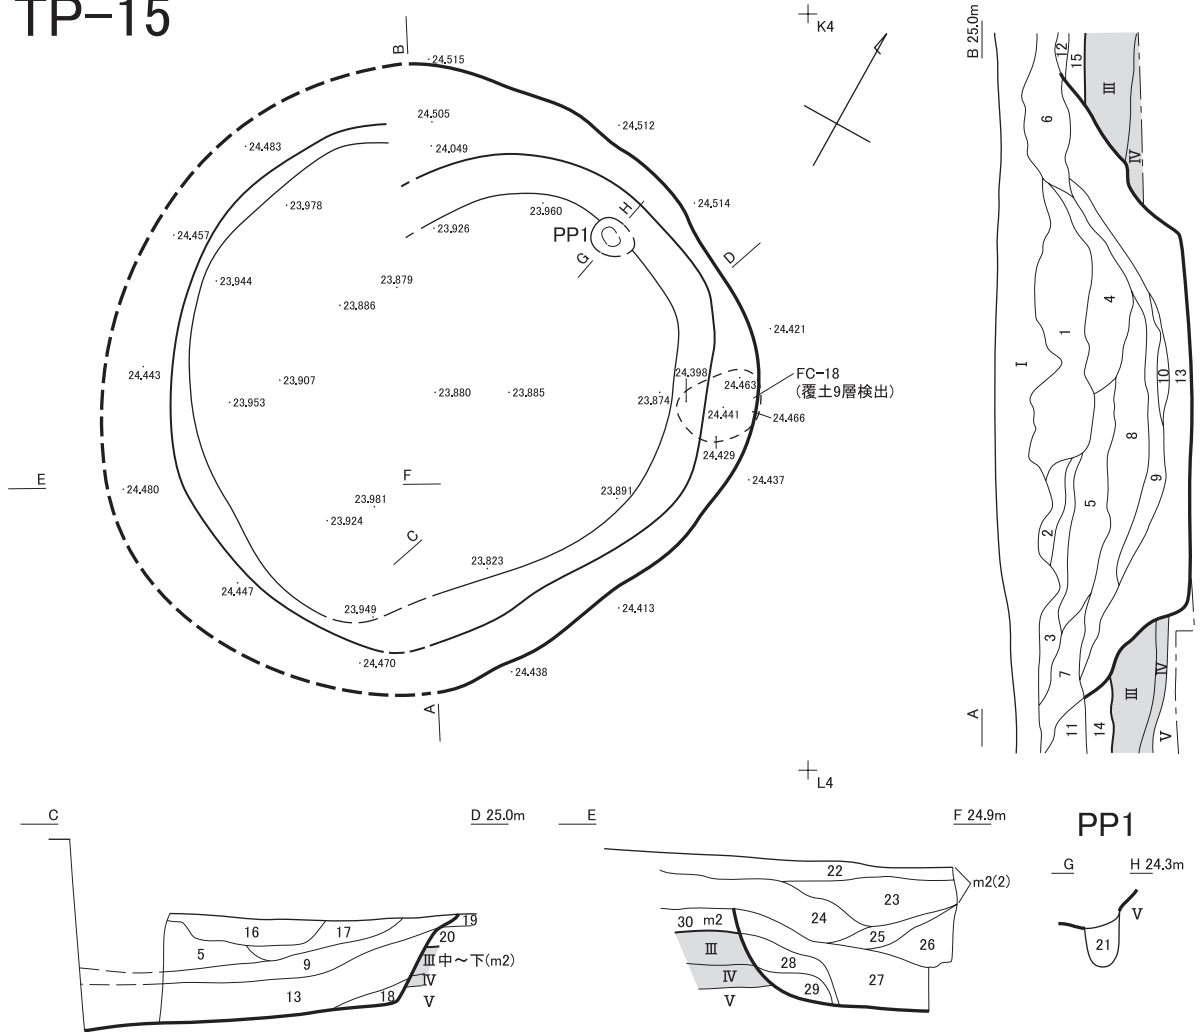 TP-15
B
24.515
K4
B 25.0m
24.505
24.512
24.483
24.049
23.978
24.514
23.960
H
24.457
23.926
PP1
G
D
23.944
23.879
23.886
24.421
24.443
24.398
FC-18
23.907
24.463
(覆土9層検出)
23.953
23.880
23.885
23.874
24.441
24.466
24.429
E
F
24.437
24.480
23.981
23.891
23.924
C
23.823
24.447
23.949
24.413
24.470
24.438
A
L4
12
15
III
IV
6
I
1
4
10
13
8
9
5
2
3
7
11
14
III
IV
V
A
C
D 25.0m
16
17
19
20
5
9
III中~下(m2)
IV
13
18
V
E
F 24.9m
22
m2(2)
23
24
30 m2
25
26
III
28
IV
27
29
V
PP1
G
H 24.3m
V
21